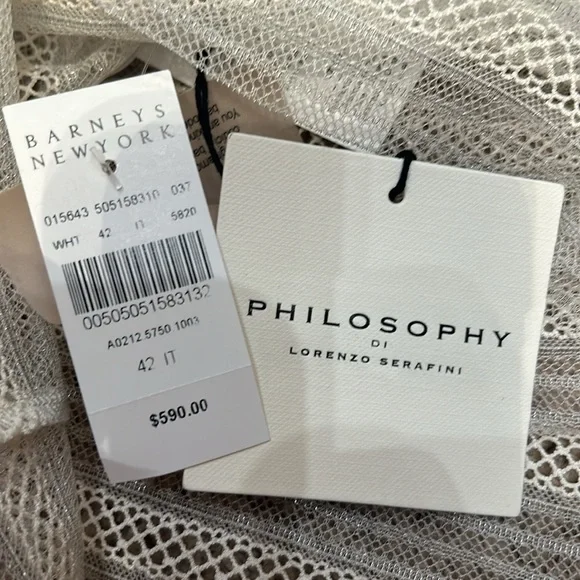 BARNEYS
NEW YORK
015643 505158310 037
WHT 42 IT 5820
00505051583132
A0212.5750 1003
42 IT
$590.00
PHILOSOPHY
DI
LORENZO SERAFINI